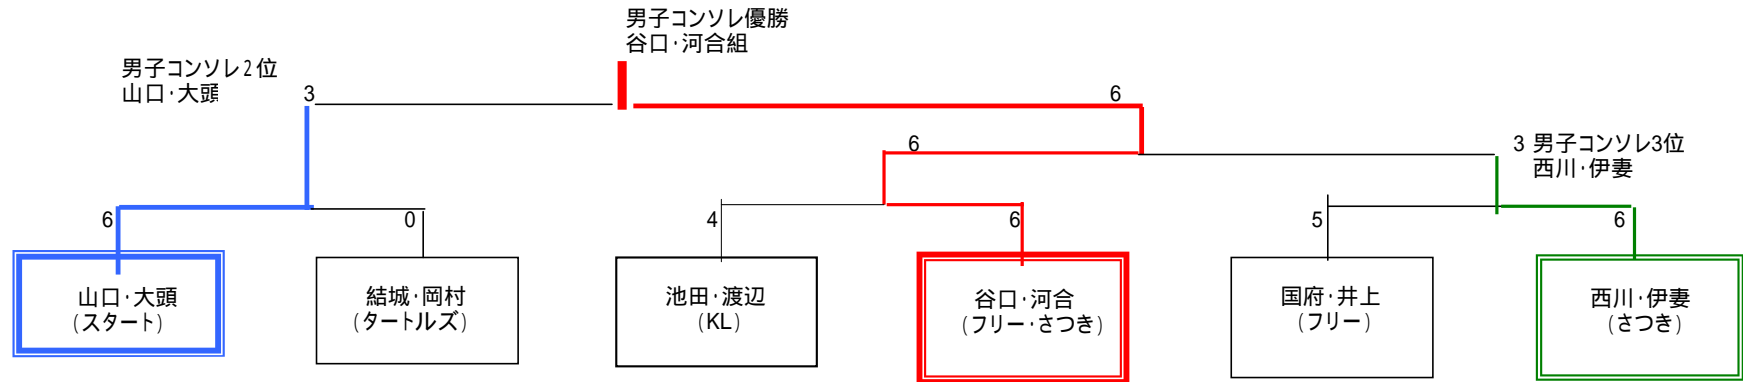 男子コンソレ優勝
谷口･河合組
男子コンソレ2位
山口･大頭
3
6
6
3 男子コンソレ3位
西川･伊妻
6
0
4
6
5
6
山口･大頭
(スタート)
結城･岡村
(タートルズ)
池田･渡辺
(KL)
谷口･河合
(フリー･さつき)
国府･井上
(フリー)
西川･伊妻
(さつき)